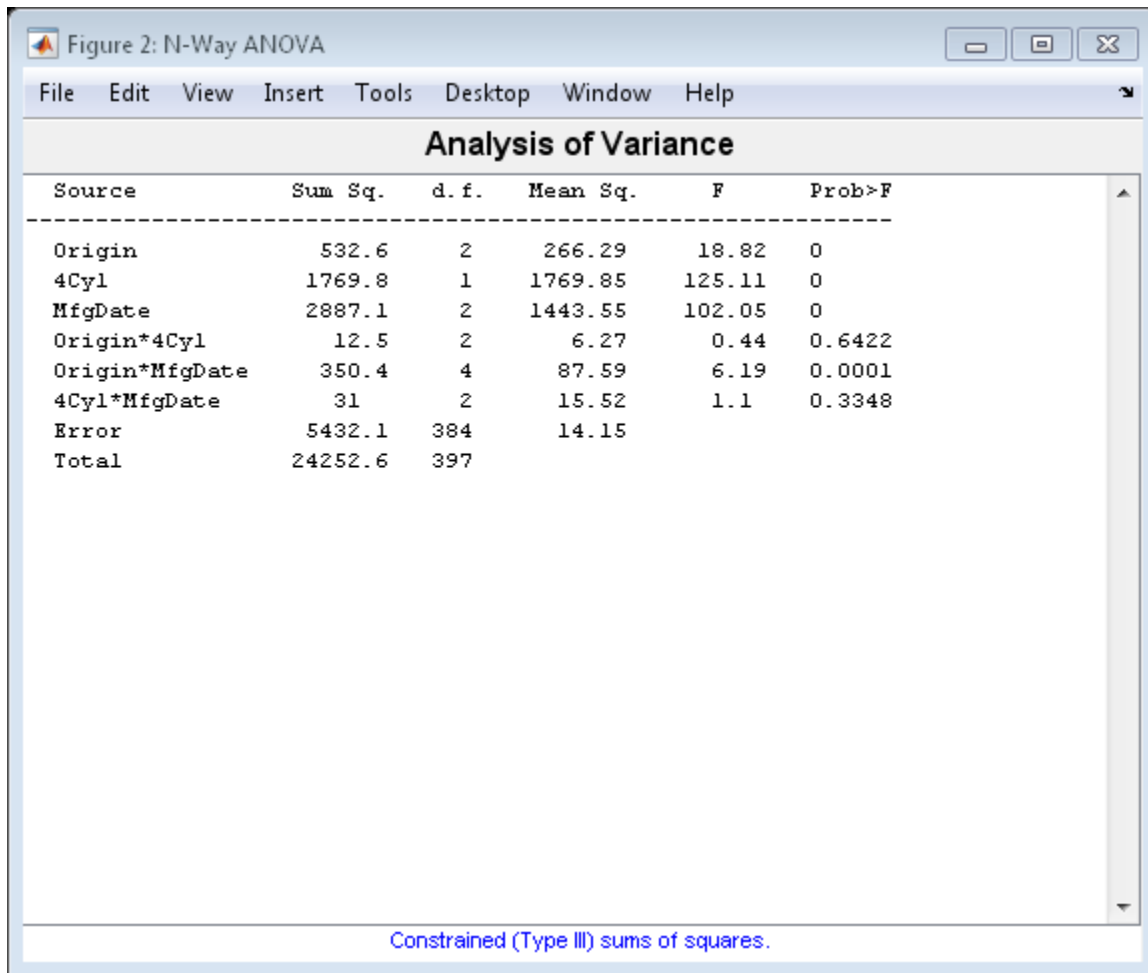 Figure 2: N-Way ANOVA
File Edit View Insert Tools Desktop Window Help
Analysis of Variance
Source Sum Sq. d.f. Mean Sq. F Prob>F
-------------------------------------------------------------
Origin 532.6 2 266.29 18.82 0
4Cyl 1769.8 1 1769.85 125.11 0
MfgDate 2887.1 2 1443.55 102.05 0
Origin*4Cyl 12.5 2 6.27 0.44 0.6422
Origin*MfgDate 350.4 4 87.59 6.19 0.0001
4Cyl*MfgDate 31 2 15.52 1.1 0.3348
Error 5432.1 384 14.15
Total 24252.6 397
Constrained (Type III) sums of squares.